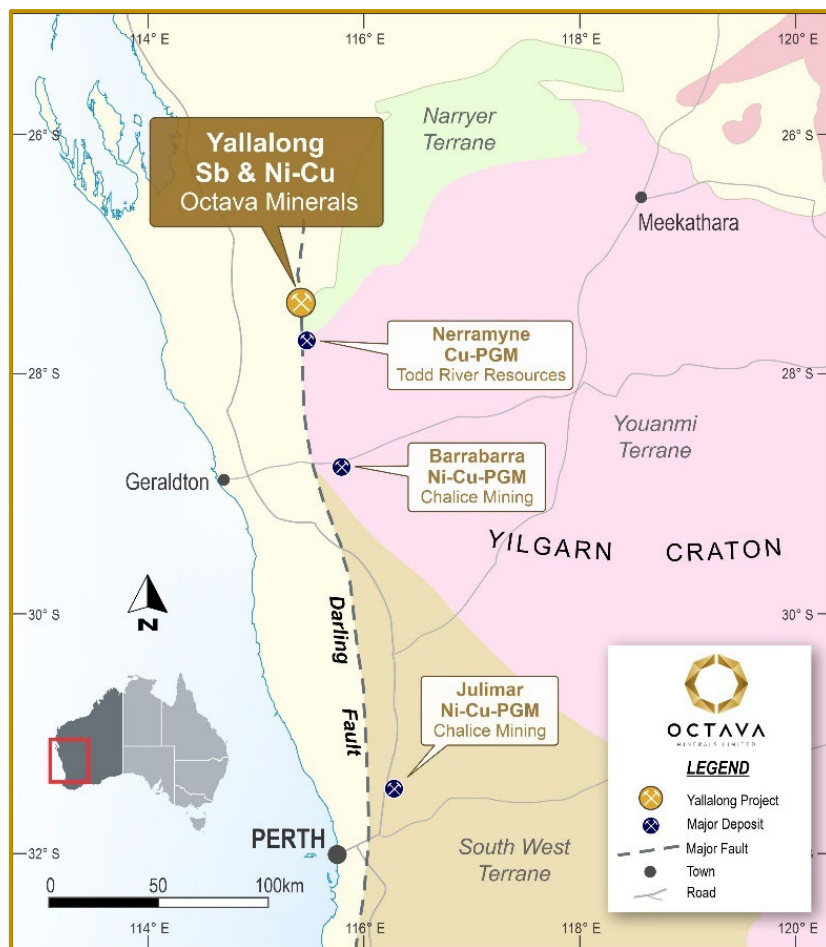 114° E
116° E
118° E
120° E
26° S
26° S
Narryer
Terrane
Yallalong
Sb & Ni-Cu
Octava Minerals
Meekathara
Nerramyne
Cu-PGM
Todd River Resources
28° S
28° S
Youanmi
Terrane
Barrabarra
Ni-Cu-PGM
Chalice Mining
Geraldton
YILGARN CRATON
30° S
30° S
N
Darling
Fault
Julimar
Ni-Cu-PGM
Chalice Mining
OCTAVA
MINERALS LIMITED
LEGEND
Yallalong Project
Major Deposit
Major Fault
Town
Road
PERTH
South West
Terrane
32° S
0 50 100km
114° E
116° E
118° E
120° E